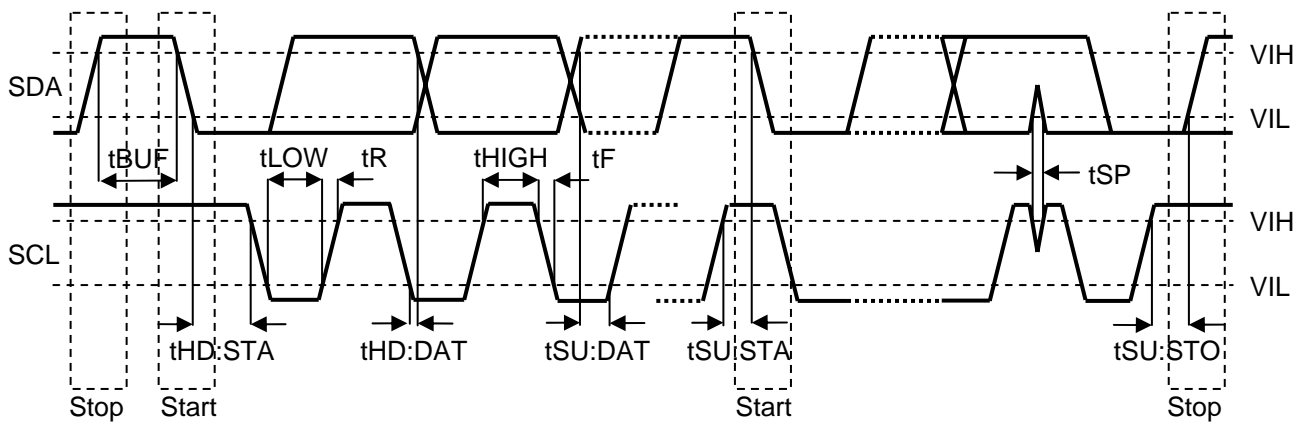 VIH
SDA
VIL
tBUF tLOW tR tHIGH tF
tSP
VIH
SCL
VIL
tHD:STA tHD:DAT tSU:DAT tSU:STA tSU:STO
Stop Start Start Stop